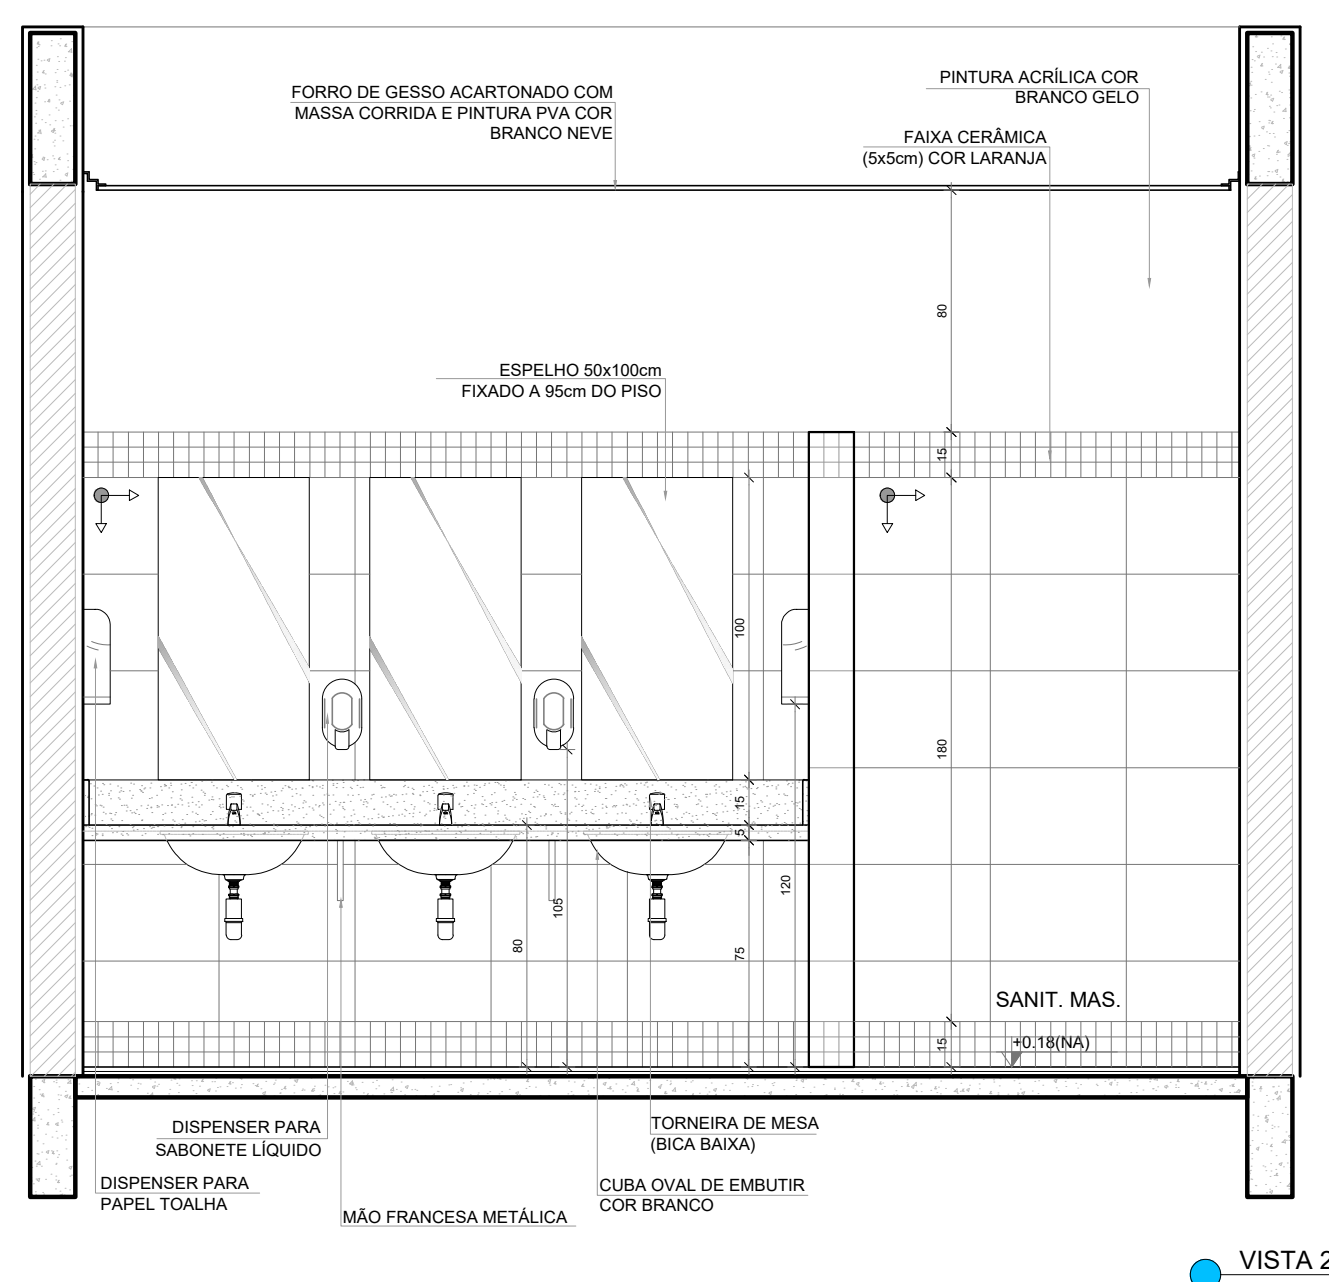 FORRO DE GESSO ACARTONADO COM
MASSA CORRIDA E PINTURA PVA COR
BRANCO NEVE
PINTURA ACRÍLICA COR
BRANCO GELO
FAIXA CERÂMICA
(5x5cm) COR LARANJA
80
ESPELHO 50x100cm
FIXADO A 95cm DO PISO
15
100
180
15
5
120
105
80
75
SANIT. MAS.
+0.18(NA)
15
DISPENSER PARA
SABONETE LÍQUIDO
TORNEIRA DE MESA
(BICA BAIXA)
DISPENSER PARA
PAPEL TOALHA
CUBA OVAL DE EMBUTIR
COR BRANCO
MÃO FRANCESA METÁLICA
VISTA 2